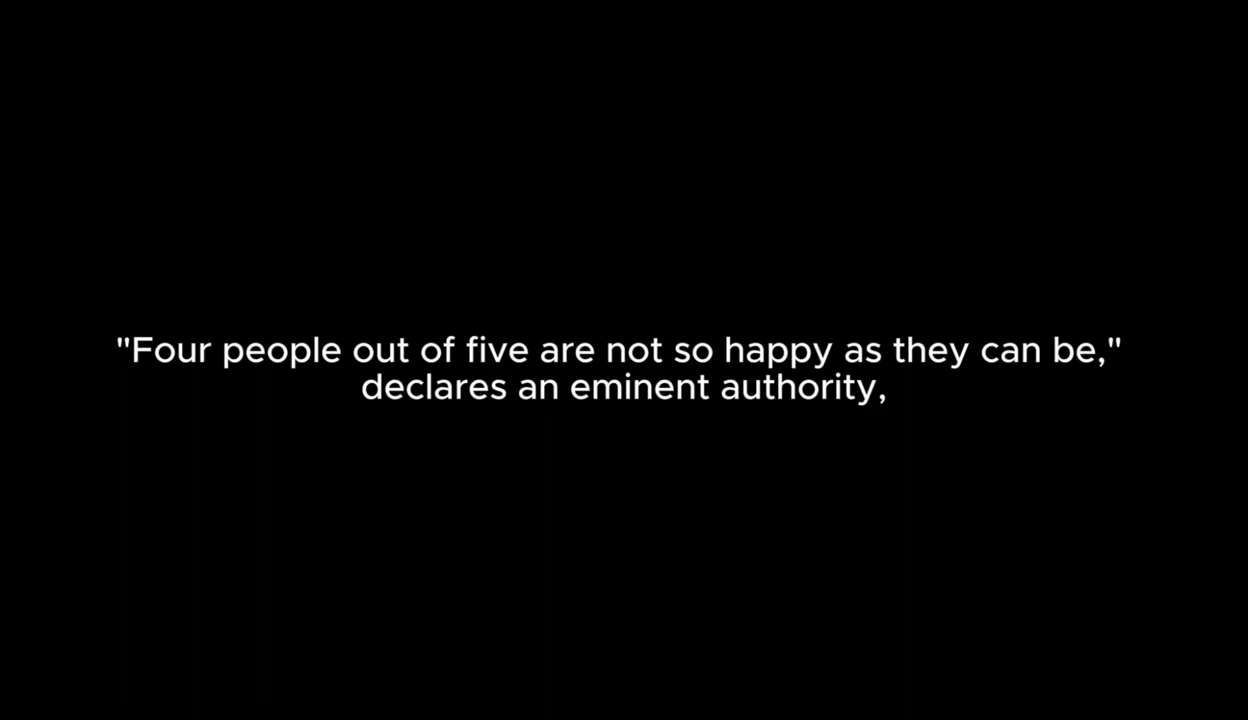 "Four people out of five are not so happy as they can be,"
declares an eminent authority,